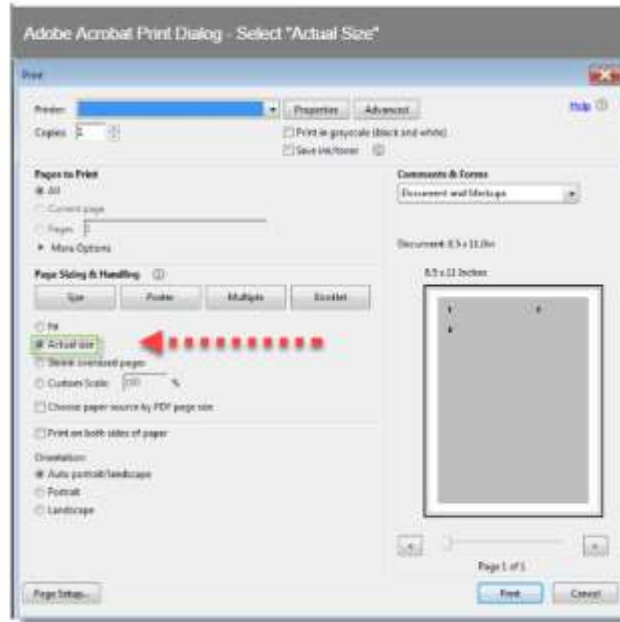 Adobe Acrobat Print Dialog - Select "Actual Size"
Print
Printer: Properties Advanced Help
Copies: 1 Print in grayscale (black and white)
Save ink/toner
Pages to Print Comments & Forms
All Document and Markups
Current page
Pages 1
More Options Document: 8.5 x 11.0in
Page Sizing & Handling 8.5 x 11 Inches
Size Poster Multiple Booklet
Fit
Actual size
Shrink oversized pages
Custom Scale: 100 %
Choose paper source by PDF page size
Print on both sides of paper
Orientation:
Auto portrait/landscape
Portrait
Landscape
< >
Page 1 of 1
Page Setup... Print Cancel